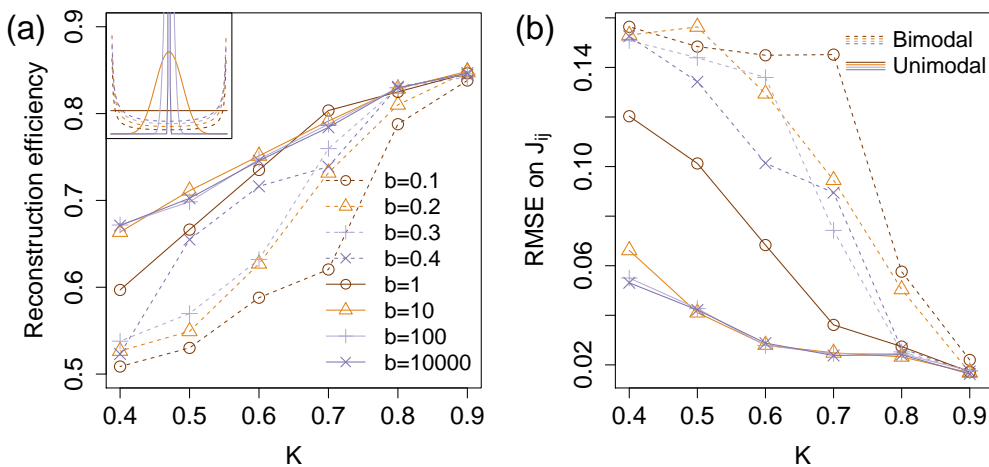 (a)
Reconstruction efficiency
0.9
0.8
0.7
0.6
0.5
0.4 0.5 0.6 0.7 0.8 0.9
K
b=0.1
b=0.2
b=0.3
b=0.4
b=1
b=10
b=100
b=10000
(b)
RMSE on J_ij
0.14
0.10
0.06
0.02
0.4 0.5 0.6 0.7 0.8 0.9
K
Bimodal
Unimodal